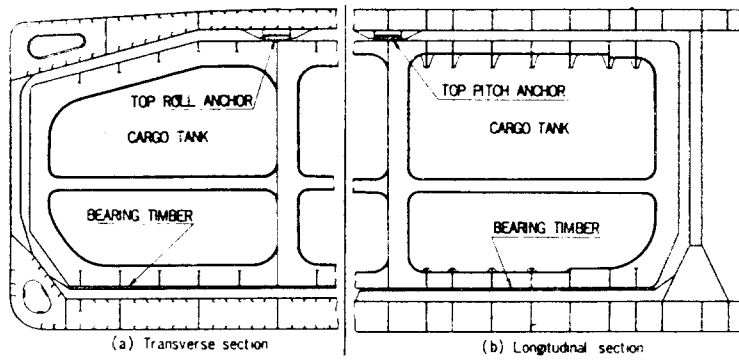 TOP ROLL ANCHOR
CARGO TANK
BEARING TIMBER
(a) Transverse section
TOP PITCH ANCHOR
CARGO TANK
BEARING TIMBER
(b) Longitudinal section